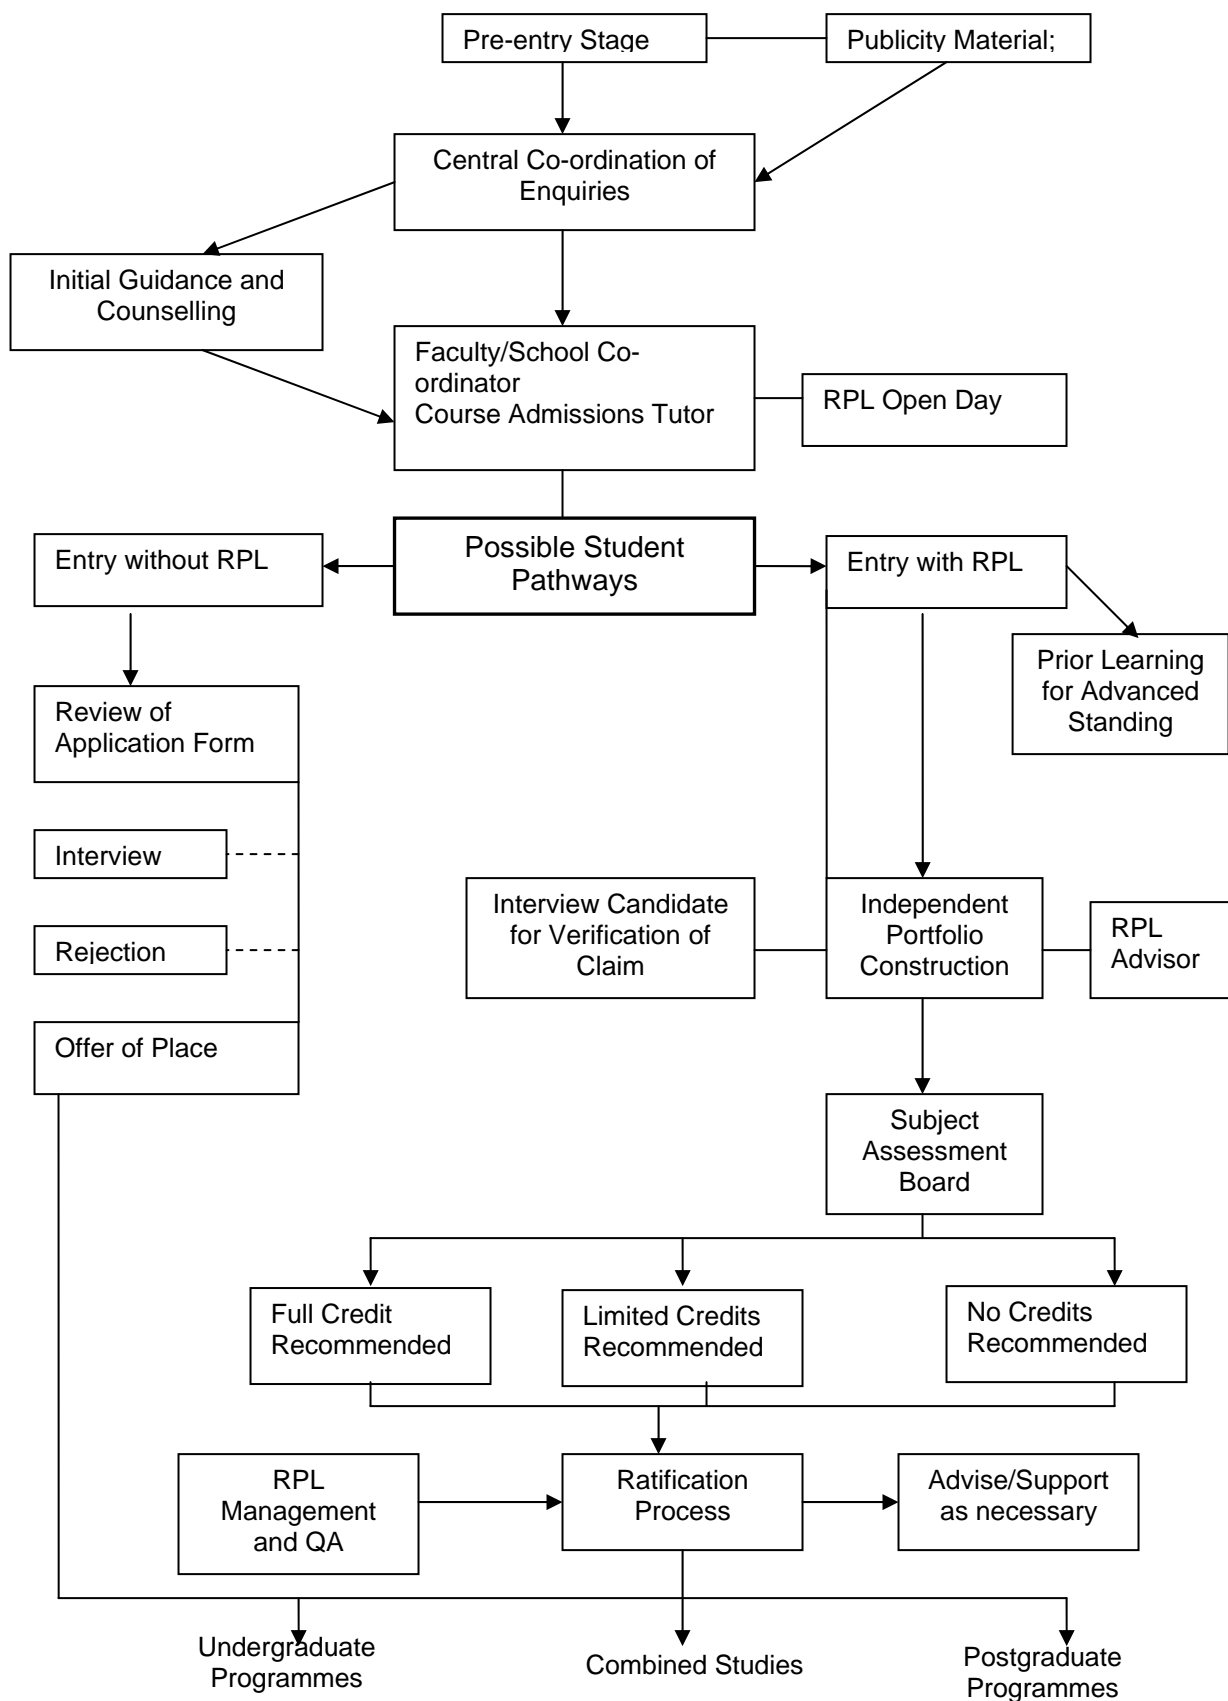 Pre-entry Stage
Publicity Material;
Central Co-ordination of
Enquiries
Initial Guidance and
Counselling
Faculty/School Co-
ordinator
Course Admissions Tutor
RPL Open Day
Entry without RPL
Possible Student
Pathways
Entry with RPL
Prior Learning
for Advanced
Standing
Review of
Application Form
Interview
Rejection
Offer of Place
Interview Candidate
for Verification of
Claim
Independent
Portfolio
Construction
RPL
Advisor
Subject
Assessment
Board
Full Credit
Recommended
Limited Credits
Recommended
No Credits
Recommended
RPL
Management
and QA
Ratification
Process
Advise/Support
as necessary
Undergraduate
Programmes
Combined Studies
Postgraduate
Programmes